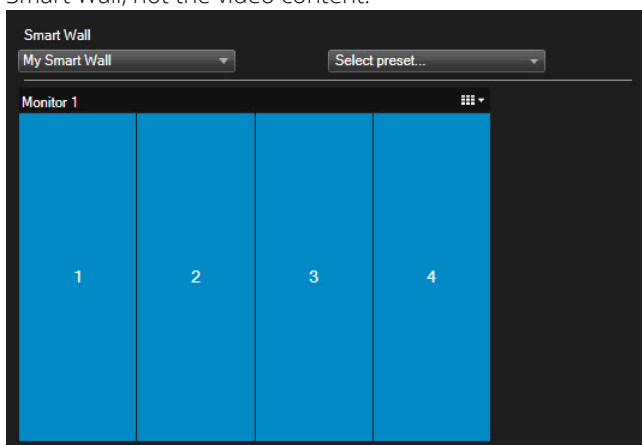 Smart Wall, not the video content.
Smart Wall
My Smart Wall Select preset...
Monitor 1
1 2 3 4